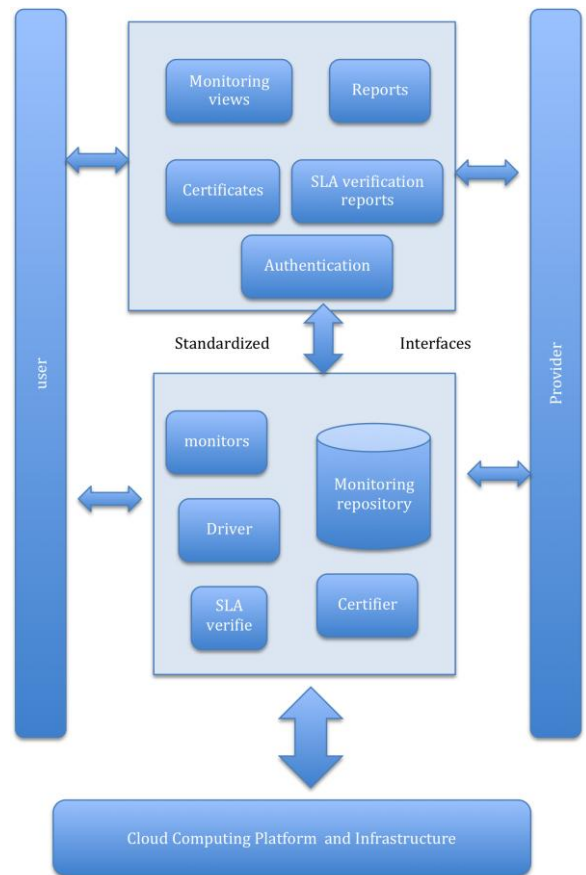 Monitoring
views
Reports
Certificates
SLA verification
reports
Authentication
Standardized
Interfaces
user
Provider
monitors
Monitoring
repository
Driver
SLA
verifie
Certifier
Cloud Computing Platform and Infrastructure